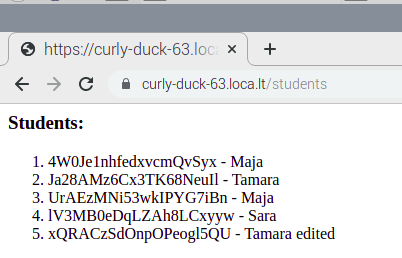 https://curly-duck-63.loca
curly-duck-63.loca.lt/students
Students:
1. 4W0Je1nhfedxvcmQvSyx - Maja
2. Ja28AMz6Cx3TK68NeuIl - Tamara
3. UrAEzMNi53wkIPYG7iBn - Maja
4. lV3MB0eDqLZAh8LCxyyw - Sara
5. xQRACzSdOnpOPeogl5QU - Tamara edited